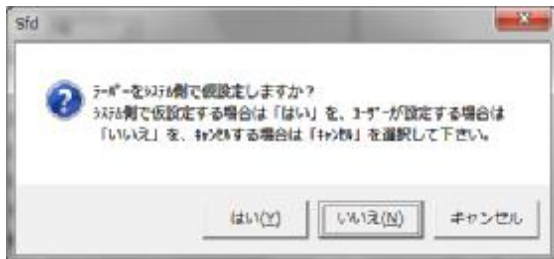 Sfd
ﾃｰﾊﾟｰをｼｽﾃﾑ側で仮設定しますか？
ｼｽﾃﾑ側で仮設定する場合は「はい」を、ﾕｰｻﾞｰが設定する場合は
「いいえ」を、ｷｬﾝｾﾙする場合は「ｷｬﾝｾﾙ」を選択して下さい。
はい(Y)
いいえ(N)
キャンセル